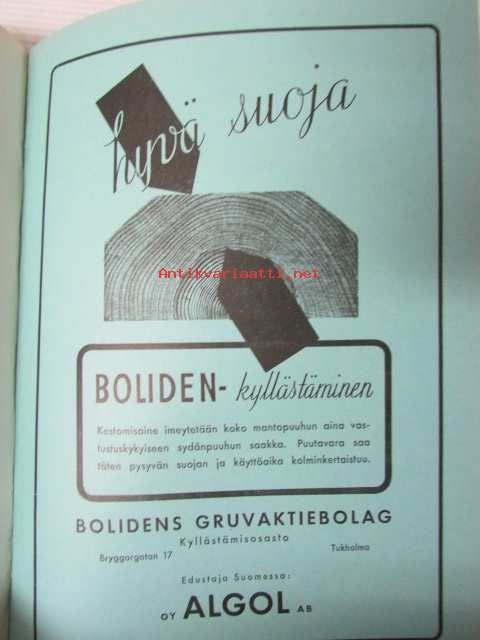 hyvä suoja
Antikvariaatti.net
BOLIDEN- kyllästäminen
Kestomisaine imeytetään koko mantopuuhun aina vas-
tustuskykyiseen sydänpuuhun saakka. Puutavara saa
täten pysyvän suojan ja käyttöaika kolminkertaistuu.
BOLIDENS GRUVAKTIEBOLAG
Kyllästämisosasto
Bryggargatan 17 Tukholma
Edustaja Suomessa:
OY ALGOL AB